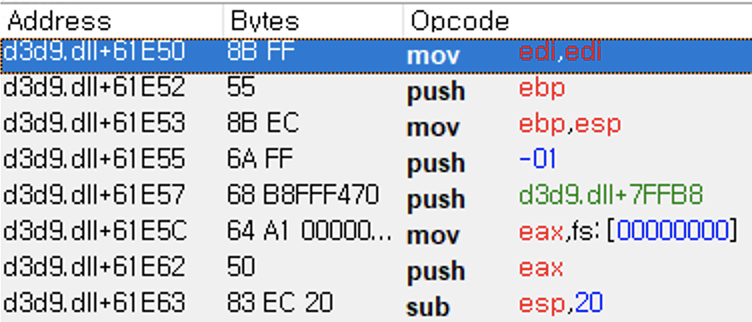 Address Bytes Opcode
d3d9.dll+61E50 8B FF mov edi,edi
d3d9.dll+61E52 55 push ebp
d3d9.dll+61E53 8B EC mov ebp,esp
d3d9.dll+61E55 6A FF push -01
d3d9.dll+61E57 68 B8FFF470 push d3d9.dll+7FFB8
d3d9.dll+61E5C 64 A1 00000... mov eax,fs:[00000000]
d3d9.dll+61E62 50 push eax
d3d9.dll+61E63 83 EC 20 sub esp,20